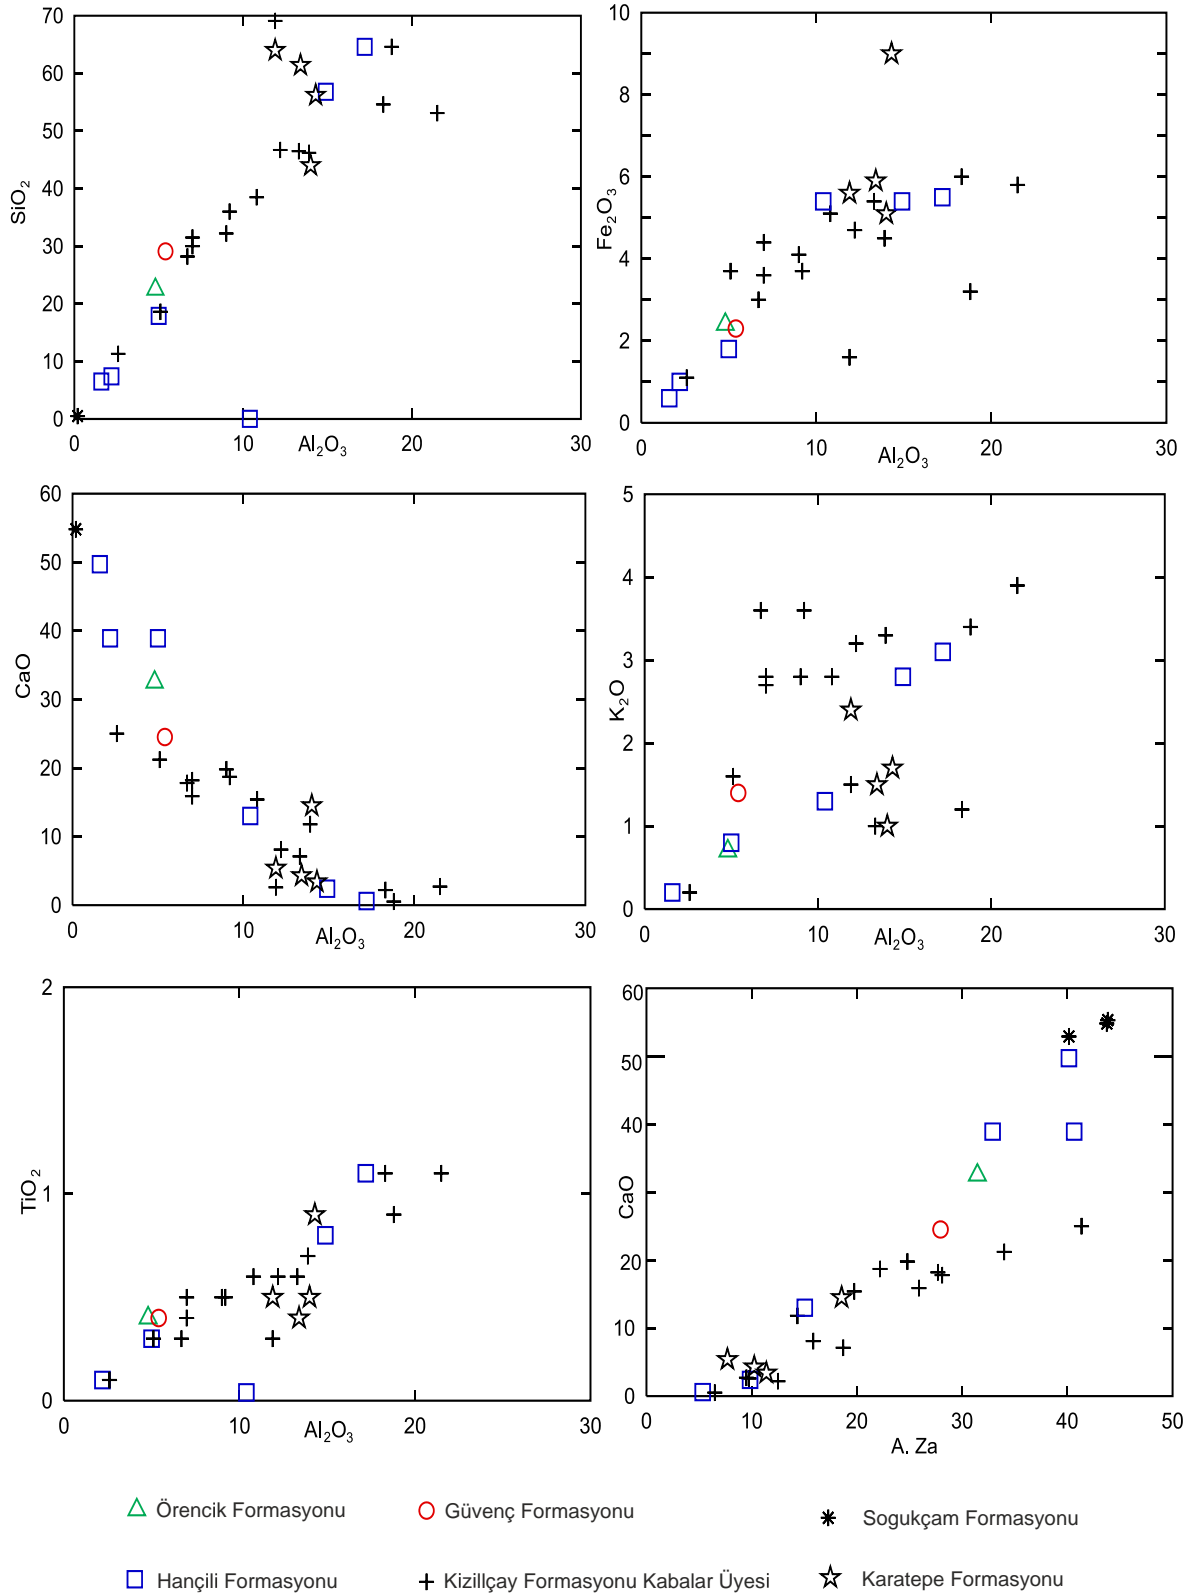 70
60
50
40
30
20
10
0
SiO₂
0 10 20 30
Al₂O₃
10
8
6
4
2
0
Fe₂O₃
0 10 20 30
Al₂O₃
60
50
40
30
20
10
0
CaO
0 10 20 30
Al₂O₃
5
4
3
2
1
0
K₂O
10 20 30
Al₂O₃
2
1
0
TiO₂
0 10 20 30
Al₂O₃
60
50
40
30
20
10
0
CaO
0 10 20 30 40 50
A. Za
Örencik Formasyonu
Güvenç Formasyonu
Sogukçam Formasyonu
Hançili Formasyonu
Kizillçay Formasyonu Kabalar Üyesi
Karatepe Formasyonu